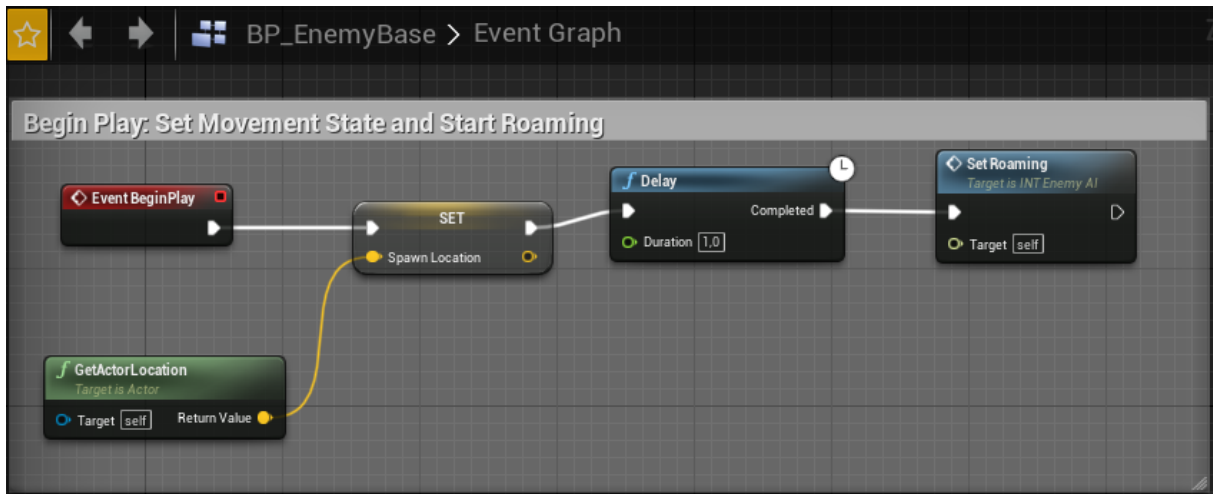 BP_EnemyBase > Event Graph
Begin Play: Set Movement State and Start Roaming
Event BeginPlay
SET
Spawn Location
f Delay
Completed
Duration 1,0
Set Roaming
Target is INT Enemy AI
Target self
f GetActorLocation
Target is Actor
Target self Return Value